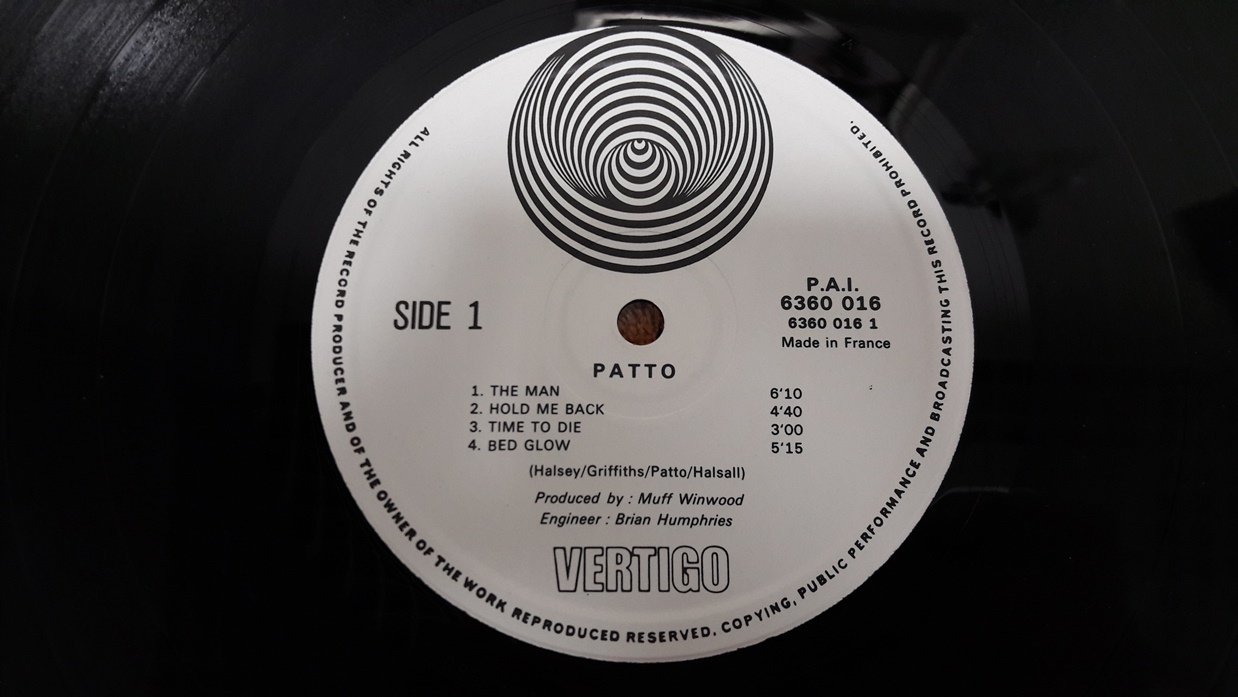 SIDE 1
P.A.I.
6360 016
6360 016 1
Made in France
PATTO
1. THE MAN 6'10
2. HOLD ME BACK 4'40
3. TIME TO DIE 3'00
4. BED GLOW 5'15
(Halsey/Griffiths/Patto/Halsall)
Produced by : Muff Winwood
Engineer : Brian Humphries
VERTIGO
ALL RIGHTS OF THE RECORD PRODUCER AND OF THE OWNER OF THE WORK REPRODUCED RESERVED. COPYING, PUBLIC PERFORMANCE AND BROADCASTING THIS RECORD PROHIBITED.